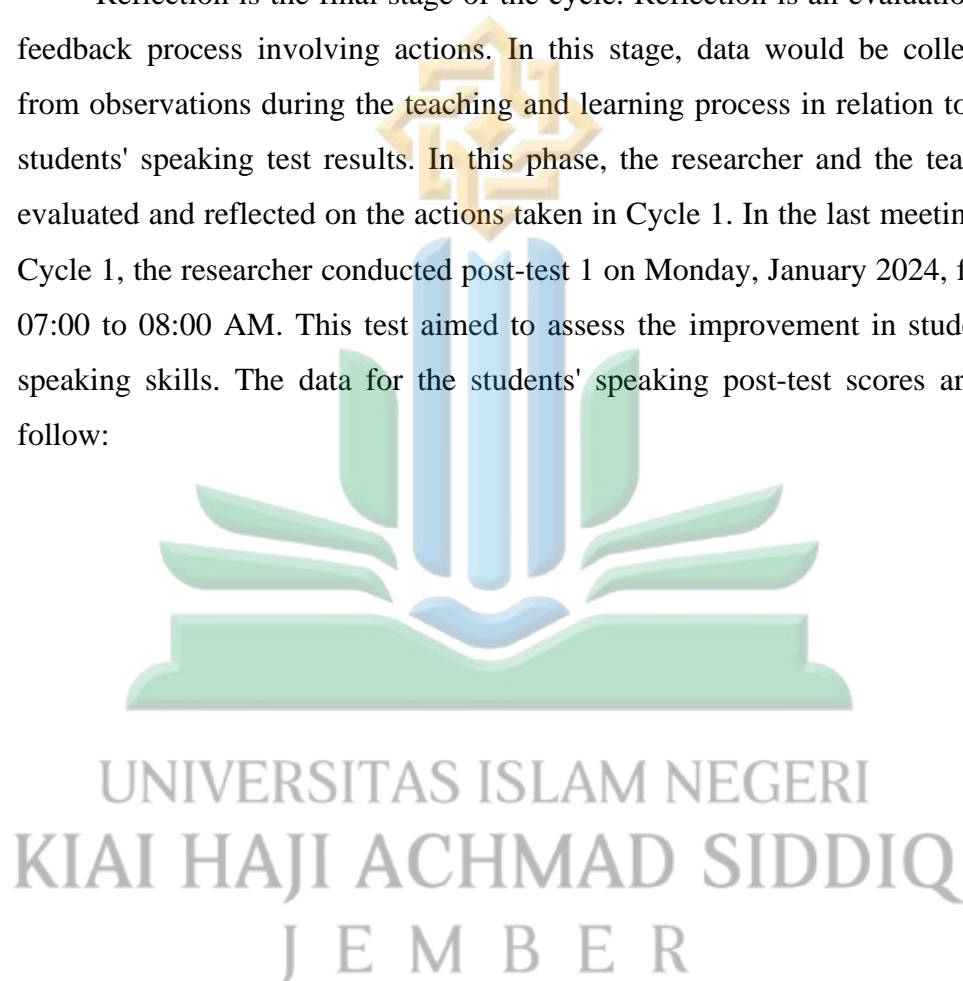 Reflection is the final stage of the cycle. Reflection is an evaluation
feedback process involving actions. In this stage, data would be colle
from observations during the teaching and learning process in relation to
students' speaking test results. In this phase, the researcher and the tea
evaluated and reflected on the actions taken in Cycle 1. In the last meetin
Cycle 1, the researcher conducted post-test 1 on Monday, January 2024, f
07:00 to 08:00 AM. This test aimed to assess the improvement in stude
speaking skills. The data for the students' speaking post-test scores ar
follow:
UNIVERSITAS ISLAM NEGERI
KIAI HAJI ACHMAD SIDDIQ
J E M B E R